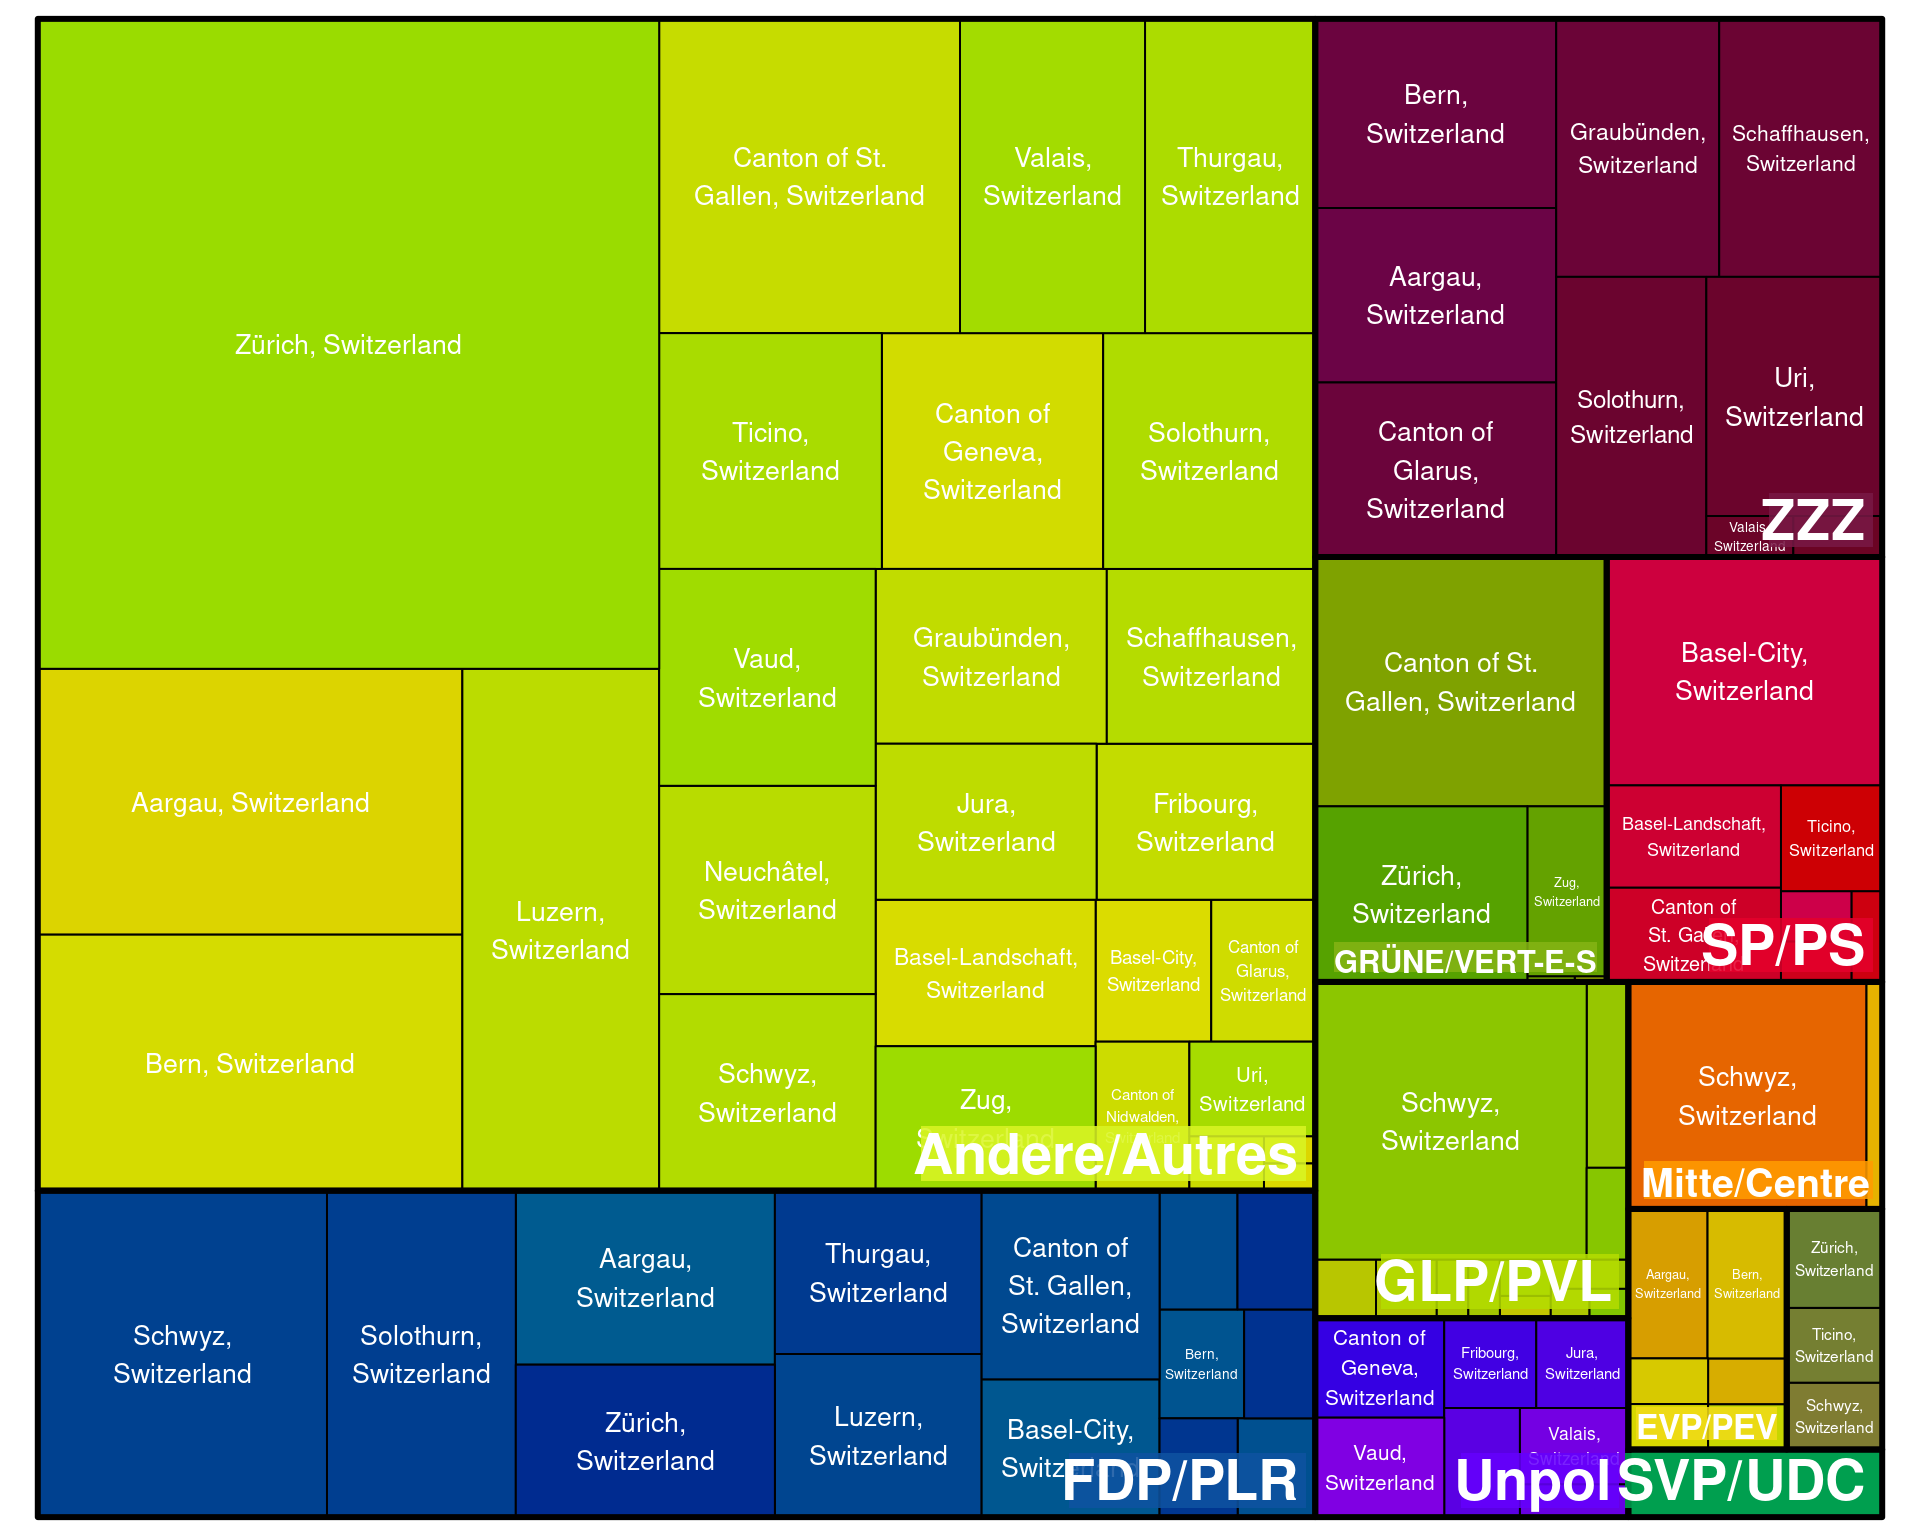 Zürich, Switzerland
Aargau, Switzerland
Bern, Switzerland
Luzern,
Switzerland
Canton of St.
Gallen, Switzerland
Valais,
Switzerland
Thurgau,
Switzerland
Ticino,
Switzerland
Canton of
Geneva,
Switzerland
Solothurn,
Switzerland
Vaud,
Switzerland
Graubünden,
Switzerland
Schaffhausen,
Switzerland
Neuchâtel,
Switzerland
Jura,
Switzerland
Fribourg,
Switzerland
Schwyz,
Switzerland
Basel-Landschaft,
Switzerland
Basel-City,
Switzerland
Canton of
Glarus,
Switzerland
Zug,
Switzerland
Canton of
Nidwalden,
Switzerland
Uri,
Switzerland
Andere/Autres
Schwyz,
Switzerland
Solothurn,
Switzerland
Aargau,
Switzerland
Zürich,
Switzerland
Thurgau,
Switzerland
Luzern,
Switzerland
Canton of
St. Gallen,
Switzerland
Basel-City,
Switzerland
Bern,
Switzerland
FDP/PLR
Bern,
Switzerland
Aargau,
Switzerland
Canton of
Glarus,
Switzerland
Graubünden,
Switzerland
Schaffhausen,
Switzerland
Solothurn,
Switzerland
Uri,
Switzerland
Valais,
Switzerland
ZZZ
Canton of St.
Gallen, Switzerland
Zürich,
Switzerland
Zug,
Switzerland
GRÜNE/VERT-E-S
Basel-City,
Switzerland
Basel-Landschaft,
Switzerland
Ticino,
Switzerland
Canton of
St. Gallen,
Switzerland
SP/PS
Schwyz,
Switzerland
GLP/PVL
Schwyz,
Switzerland
Mitte/Centre
Aargau,
Switzerland
Bern,
Switzerland
EVP/PEV
Zürich,
Switzerland
Ticino,
Switzerland
Schwyz,
Switzerland
Canton of
Geneva,
Switzerland
Fribourg,
Switzerland
Jura,
Switzerland
Vaud,
Switzerland
Valais,
Switzerland
Unpol
SVP/UDC